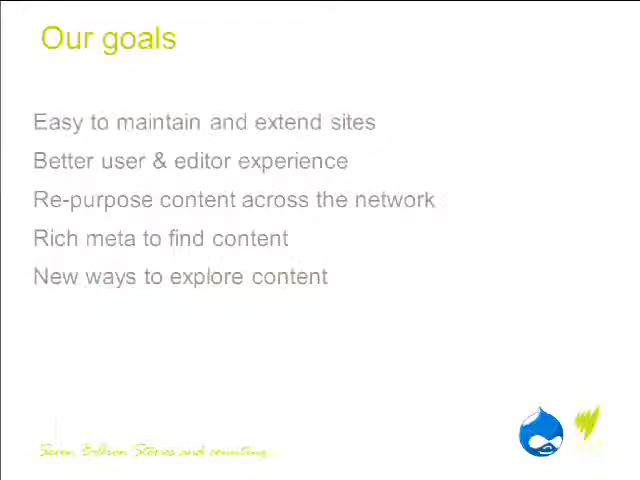 Our goals
Easy to maintain and extend sites
Better user & editor experience
Re-purpose content across the network
Rich meta to find content
New ways to explore content
Seven Billion Stories and counting...